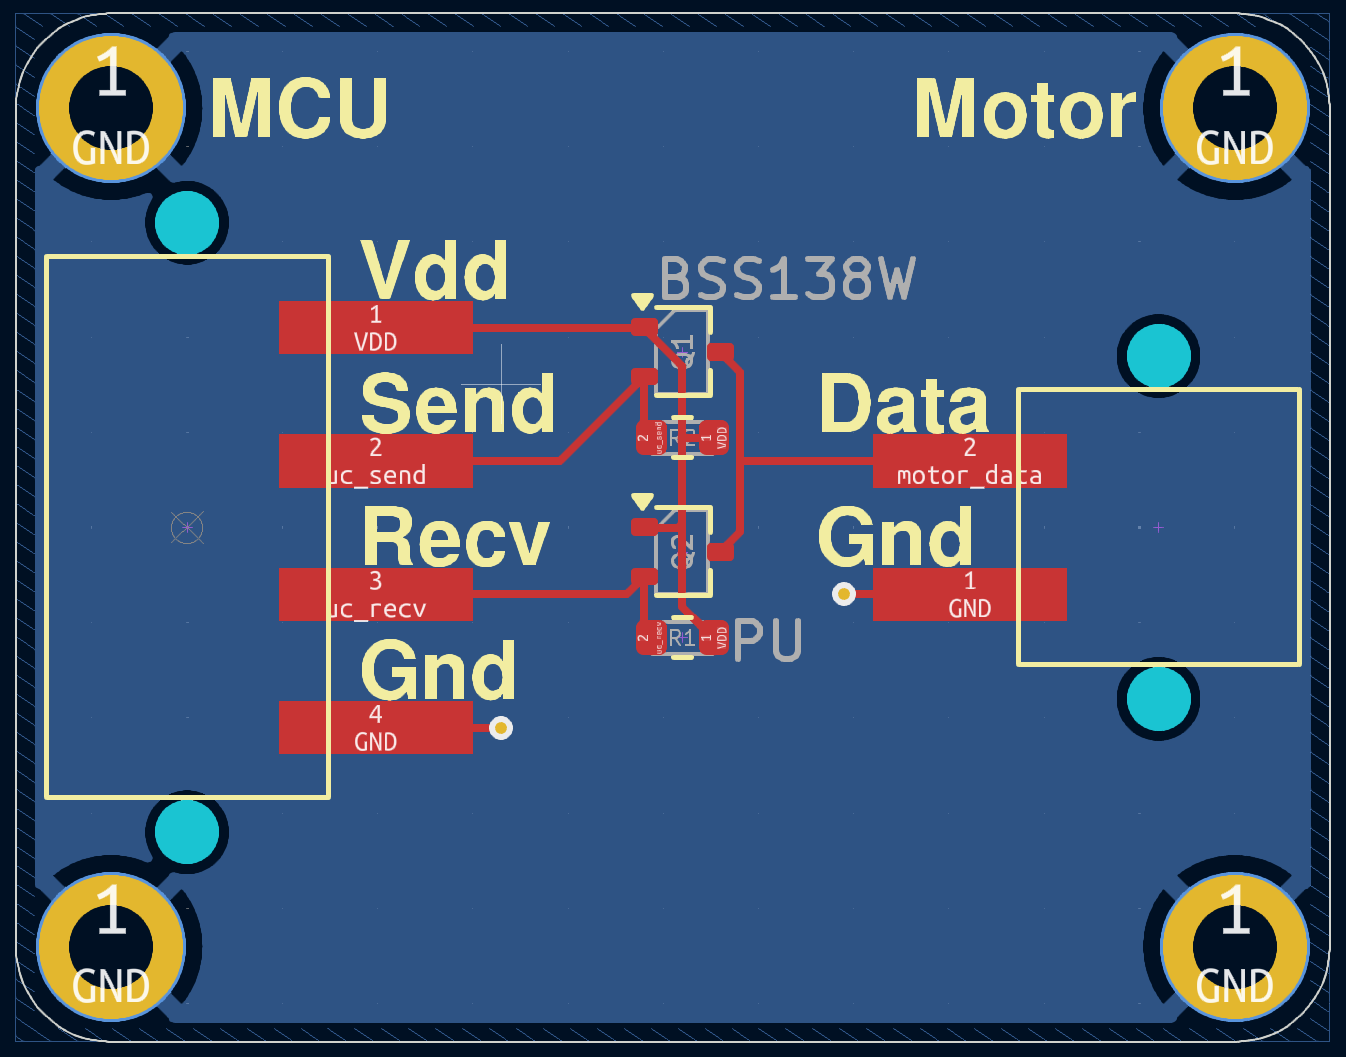 1
GND
MCU
Motor
1
GND
Vdd
1
VDD
BSS138W
Q1
Send
2
uc_send
2
uc_send
1
VDD
Data
2
motor_data
Recv
3
uc_recv
Q2
Gnd
1
GND
2
uc_recv
R1
1
VDD
PU
Gnd
4
GND
1
GND
1
GND